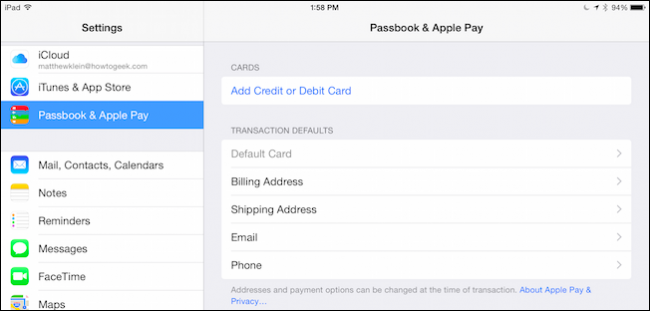 iPad 1:58 PM 94%
Settings Passbook & Apple Pay
iCloud
matthewklein@howtogeek.com
iTunes & App Store
Passbook & Apple Pay
Mail, Contacts, Calendars
Notes
Reminders
Messages
FaceTime
Maps
CARDS
Add Credit or Debit Card
TRANSACTION DEFAULTS
Default Card
Billing Address
Shipping Address
Email
Phone
Addresses and payment options can be changed at the time of transaction. About Apple Pay &
Privacy...